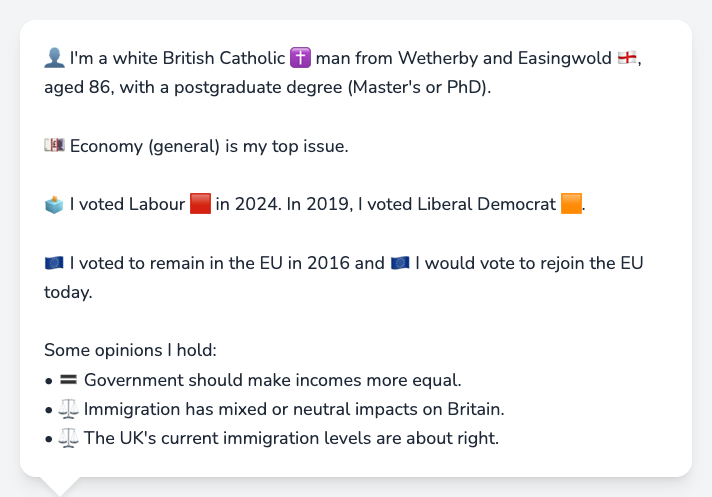 👤 I'm a white British Catholic ✝️ man from Wetherby and Easingwold 🏴󠁧󠁢󠁥󠁮󠁧󠁿,
aged 86, with a postgraduate degree (Master's or PhD).
💷 Economy (general) is my top issue.
🗳️ I voted Labour 🟥 in 2024. In 2019, I voted Liberal Democrat 🟧.
🇪🇺 I voted to remain in the EU in 2016 and 🇪🇺 I would vote to rejoin the EU
today.
Some opinions I hold:
• 🟰 Government should make incomes more equal.
• ⚖️ Immigration has mixed or neutral impacts on Britain.
• ⚖️ The UK's current immigration levels are about right.